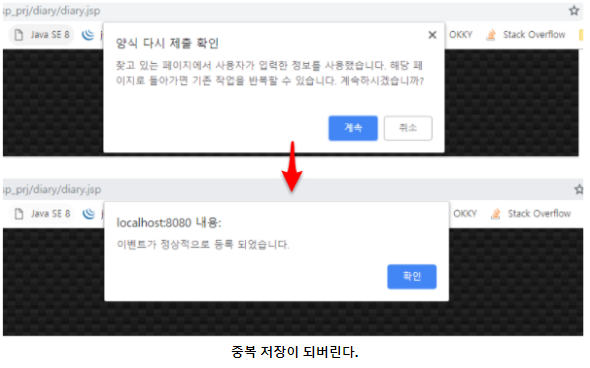 sp_prj/diary/diary.jsp
Java SE 8
OKKY
Stack Overflow
양식 다시 제출 확인
찾고 있는 페이지에서 사용자가 입력한 정보를 사용했습니다. 해당 페
이지로 돌아가면 기존 작업을 반복할 수 있습니다. 계속하시겠습니까?
계속
취소
sp_prj/diary/diary.jsp
Java SE 8
OKKY
Stack Overflow
localhost:8080 내용:
이벤트가 정상적으로 등록 되었습니다.
확인
중복 저장이 되버린다.